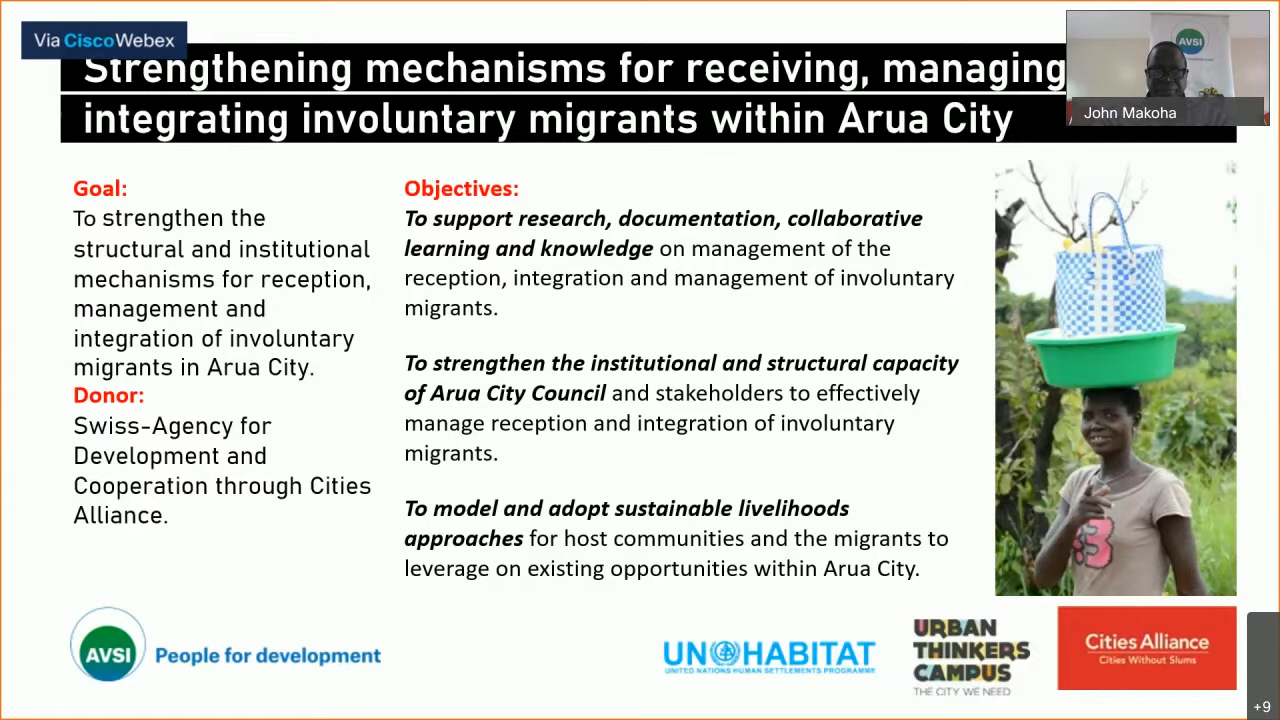 Via Cisco Webex
Strengthening mechanisms for receiving, managing
integrating involuntary migrants within Arua City
AVSI
John Makoha
Goal:
To strengthen the
structural and institutional
mechanisms for reception,
management and
integration of involuntary
migrants in Arua City.
Donor:
Swiss-Agency for
Development and
Cooperation through Cities
Alliance.
Objectives:
To support research, documentation, collaborative
learning and knowledge on management of the
reception, integration and management of involuntary
migrants.
To strengthen the institutional and structural capacity
of Arua City Council and stakeholders to effectively
manage reception and integration of involuntary
migrants.
To model and adopt sustainable livelihoods
approaches for host communities and the migrants to
leverage on existing opportunities within Arua City.
AVSI
People for development
UN HABITAT
UNITED NATIONS HUMAN SETTLEMENTS PROGRAMME
URBAN
THINKERS
CAMPUS
THE CITY WE NEED
Cities Alliance
Cities Without Slums
+9